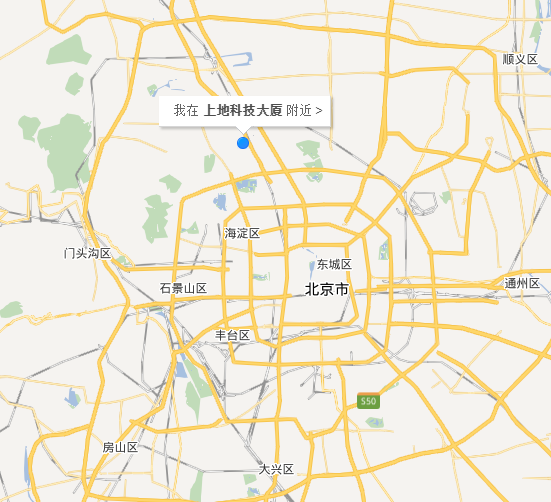 顺义区
我在 上地科技大厦 附近 >
海淀区
门头沟区
东城区
石景山区
北京市
通州区
丰台区
S50
房山区
大兴区